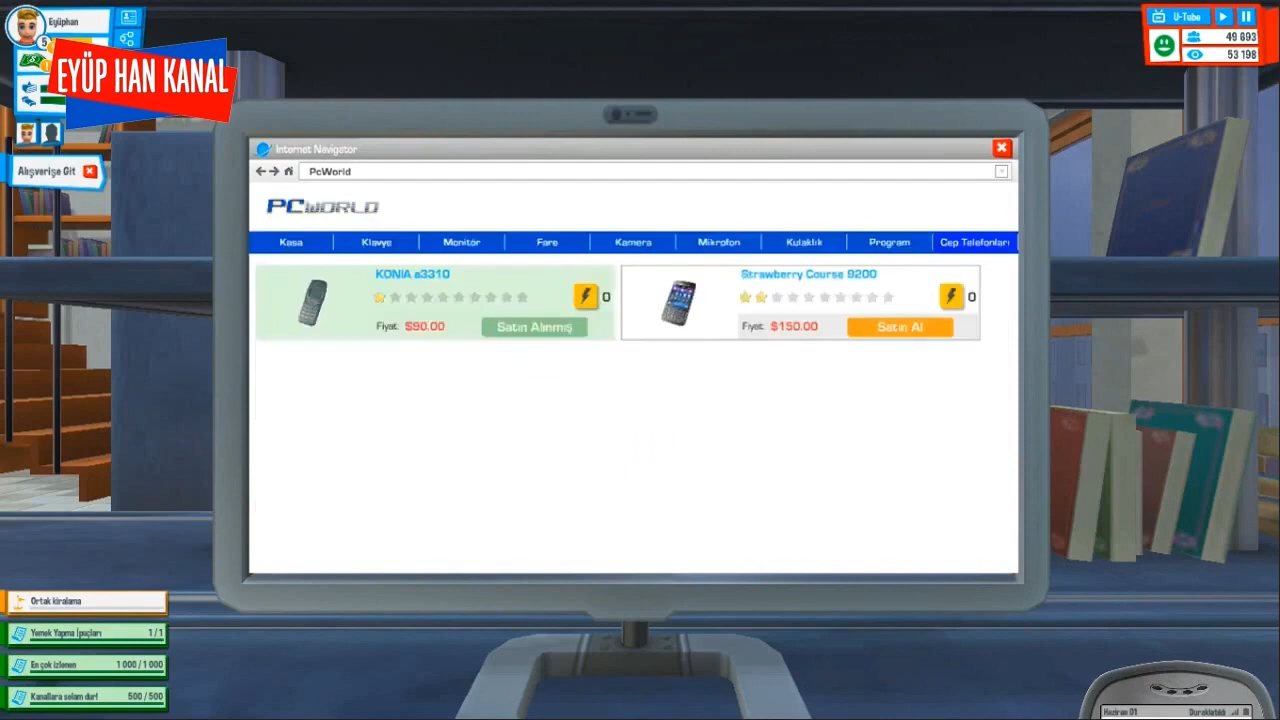 Eyüphan
5
EYÜP HAN KANAL
Alışverişe Git
U-Tube
49 693
53 198
Internet Navigator
PcWorld
PCWORLD
Kasa
Klavye
Monitör
Fare
Kamera
Mikrofon
Kulaklık
Program
Cep Telefonları
KONIA a3310
0
Fiyat: $90.00
Satın Alınmış
Strawberry Course 9200
0
Fiyat: $150.00
Satın Al
Ortak kiralama
Yemek Yapma İpuçları 1/1
En çok izlenen 1 000 / 1 000
Kanallara selam dur! 500 / 500
Haziran 01 Duraklatıldı